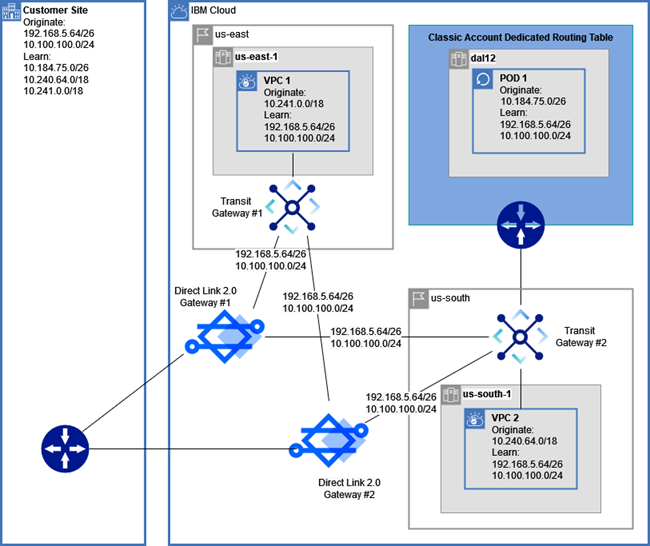 Customer Site
Originate:
192.168.5.64/26
10.100.100.0/24
Learn:
10.184.75.0/26
10.240.64.0/18
10.241.0.0/18
IBM Cloud
us-east
us-east-1
VPC 1
Originate:
10.241.0.0/18
Learn:
192.168.5.64/26
10.100.100.0/24
Transit
Gateway #1
Classic Account Dedicated Routing Table
dal12
POD 1
Originate:
10.184.75.0/26
Learn:
192.168.5.64/26
10.100.100.0/24
192.168.5.64/26
10.100.100.0/24
Direct Link 2.0
Gateway #1
192.168.5.64/26
10.100.100.0/24
192.168.5.64/26
10.100.100.0/24
us-south
Transit
Gateway #2
192.168.5.64/26
10.100.100.0/24
Direct Link 2.0
Gateway #2
us-south-1
VPC 2
Originate:
10.240.64.0/18
Learn:
192.168.5.64/26
10.100.100.0/24